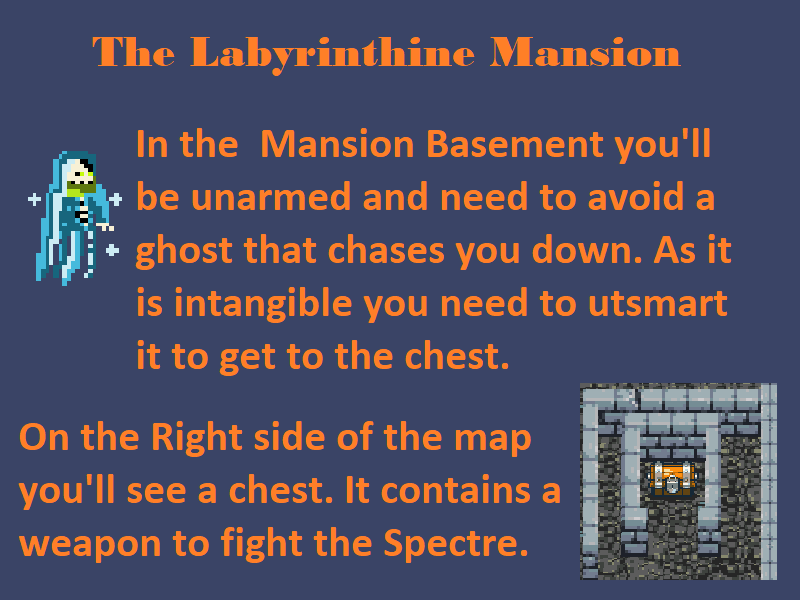 The Labyrinthine Mansion
In the  Mansion Basement you'll
be unarmed and need to avoid a
ghost that chases you down. As it
is intangible you need to utsmart
it to get to the chest.
On the Right side of the map
you'll see a chest. It contains a
weapon to fight the Spectre.